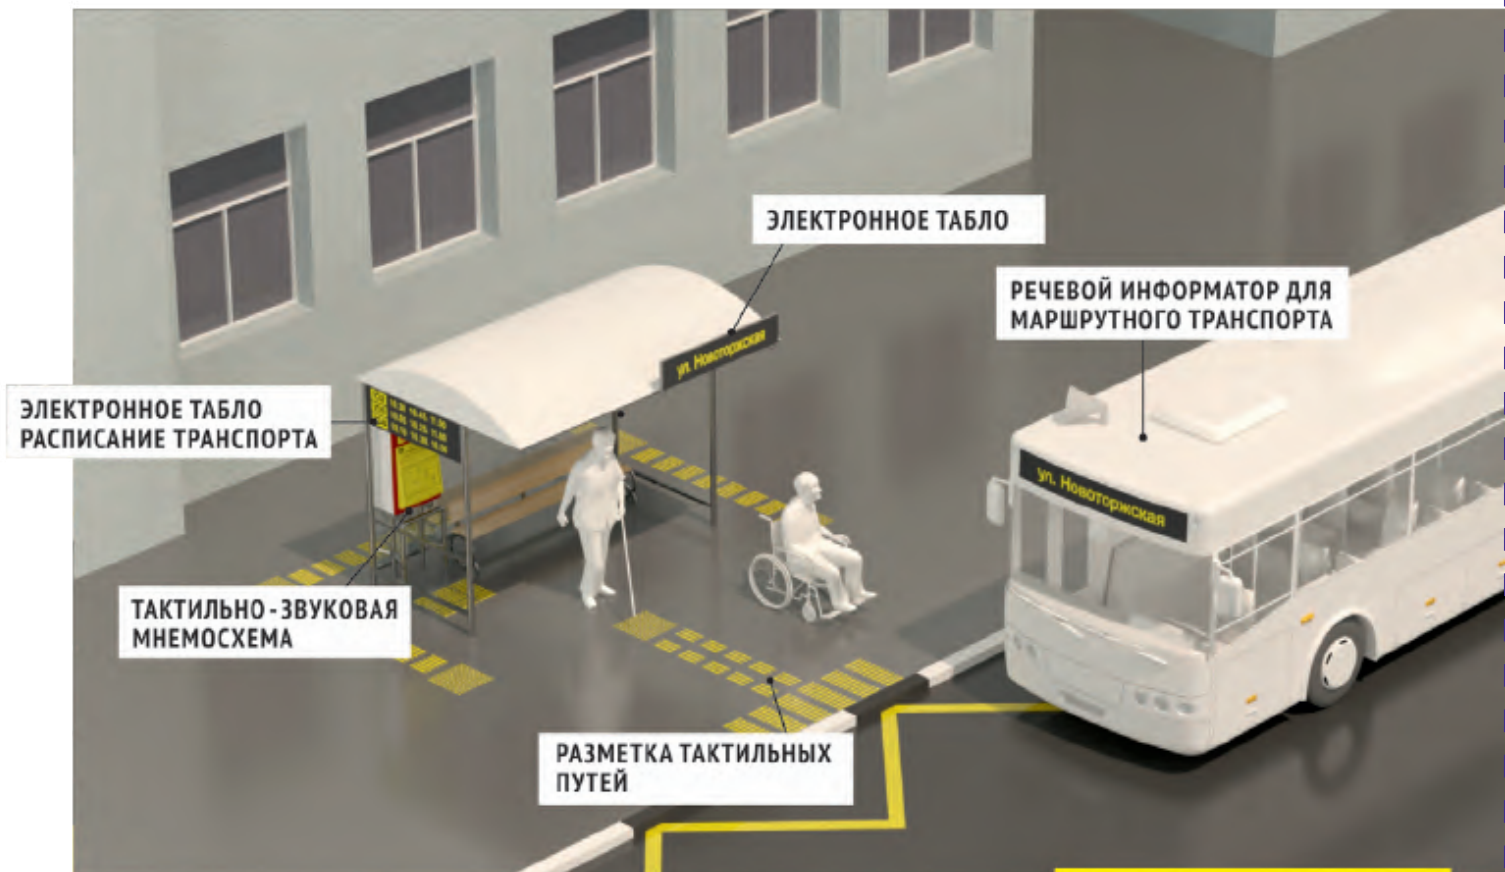 ЭЛЕКТРОННОЕ ТАБЛО
РЕЧЕВОЙ ИНФОРМАТОР ДЛЯ
МАРШРУТНОГО ТРАНСПОРТА
ул. Новоторжская
ЭЛЕКТРОННОЕ ТАБЛО
РАСПИСАНИЕ ТРАНСПОРТА
ул. Новоторжская
ТАКТИЛЬНО-ЗВУКОВАЯ
МНЕМОСХЕМА
РАЗМЕТКА ТАКТИЛЬНЫХ
ПУТЕЙ